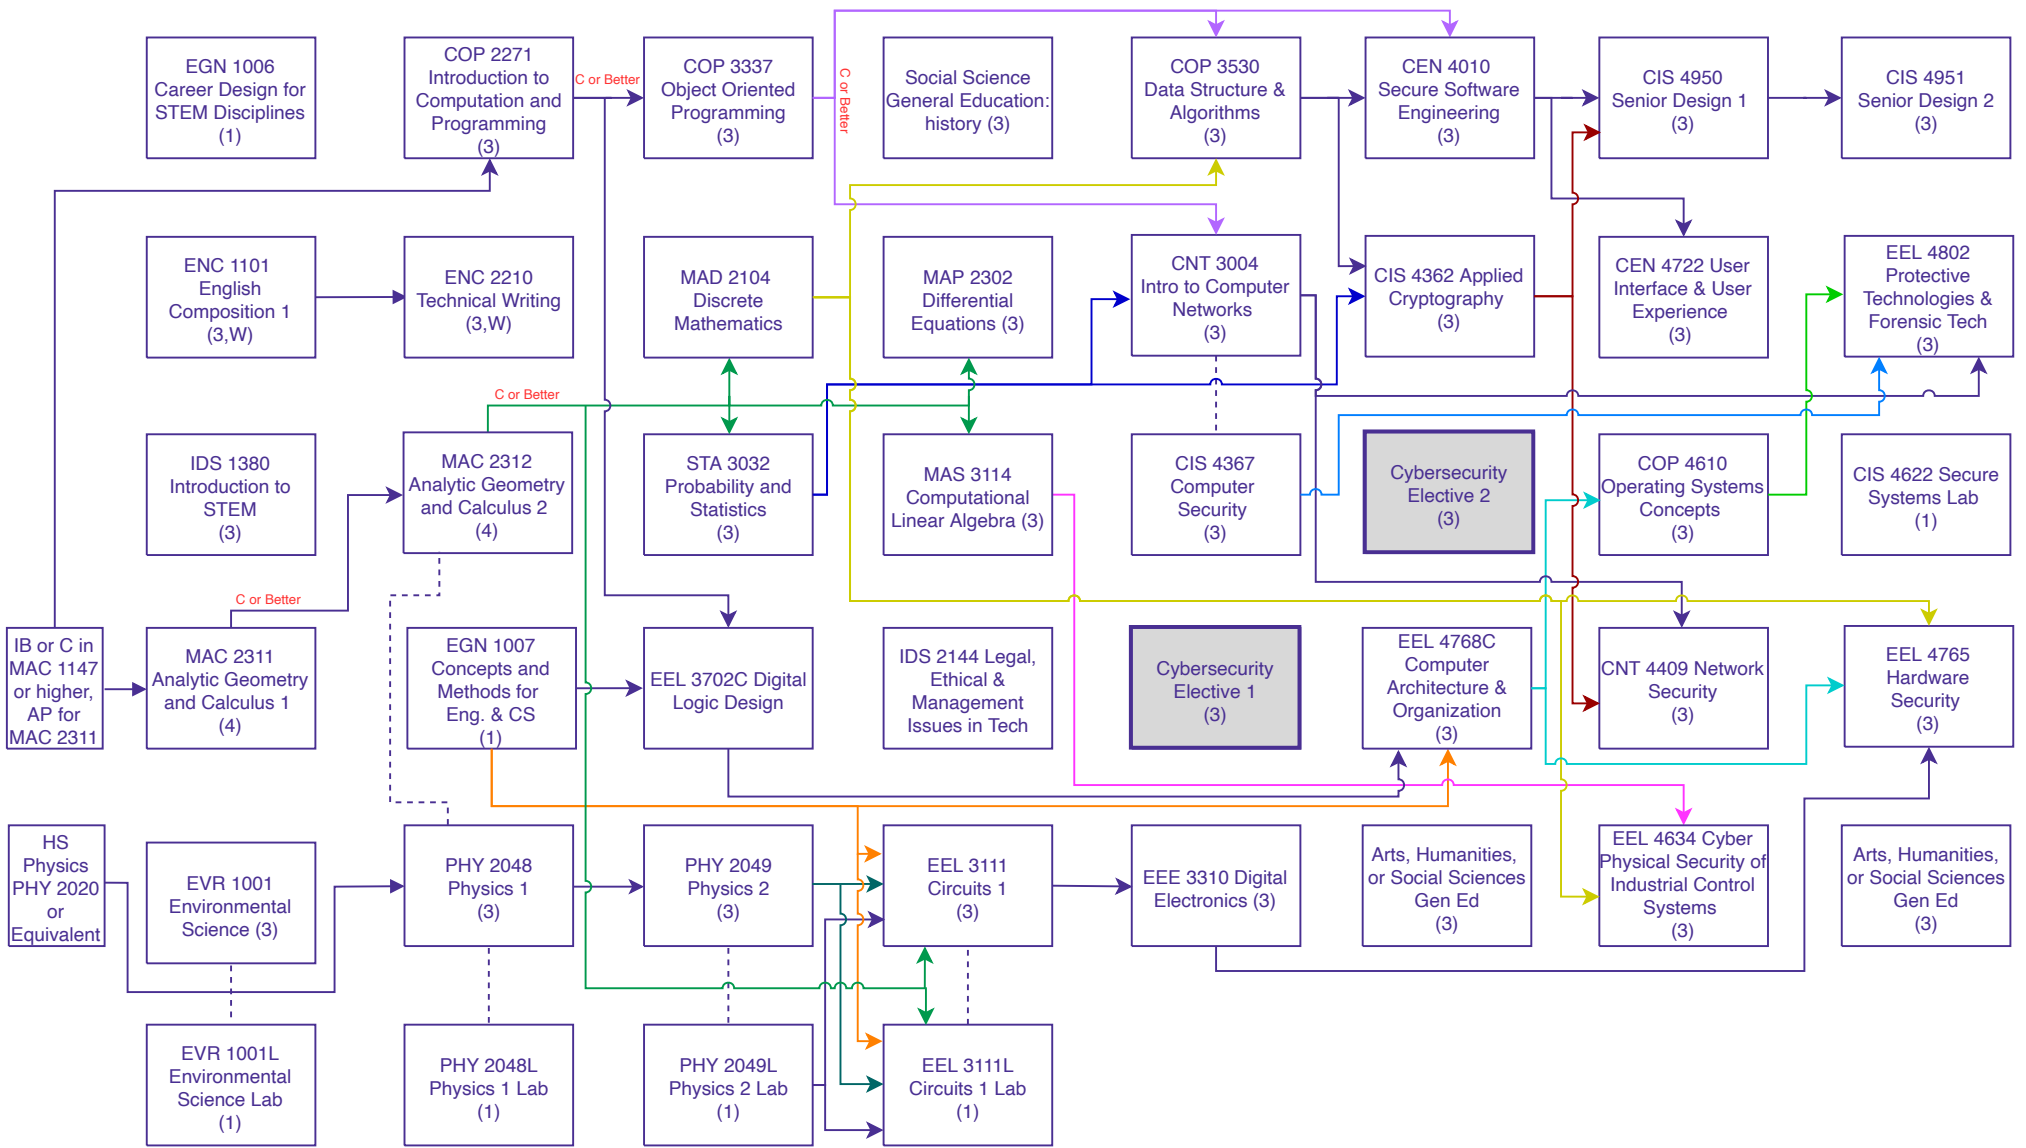 EGN 1006
Career Design for
STEM Disciplines
(1)
COP 2271
Introduction to
Computation and
Programming
(3)
C or Better
COP 3337
Object Oriented
Programming
(3)
C or Better
Social Science
General Education:
history (3)
COP 3530
Data Structure &
Algorithms
(3)
CEN 4010
Secure Software
Engineering
(3)
CIS 4950
Senior Design 1
(3)
CIS 4951
Senior Design 2
(3)
ENC 1101
English
Composition 1
(3,W)
ENC 2210
Technical Writing
(3,W)
MAD 2104
Discrete
Mathematics
MAP 2302
Differential
Equations (3)
CNT 3004
Intro to Computer
Networks
(3)
CIS 4362 Applied
Cryptography
(3)
CEN 4722 User
Interface & User
Experience
(3)
EEL 4802
Protective
Technologies &
Forensic Tech
(3)
IDS 1380
Introduction to
STEM
(3)
C or Better
MAC 2312
Analytic Geometry
and Calculus 2
(4)
STA 3032
Probability and
Statistics
(3)
MAS 3114
Computational
Linear Algebra (3)
CIS 4367
Computer
Security
(3)
Cybersecurity
Elective 2
(3)
COP 4610
Operating Systems
Concepts
(3)
CIS 4622 Secure
Systems Lab
(1)
IB or C in
MAC 1147
or higher,
AP for
MAC 2311
C or Better
MAC 2311
Analytic Geometry
and Calculus 1
(4)
EGN 1007
Concepts and
Methods for
Eng. & CS
(1)
EEL 3702C Digital
Logic Design
IDS 2144 Legal,
Ethical &
Management
Issues in Tech
Cybersecurity
Elective 1
(3)
EEL 4768C
Computer
Architecture &
Organization
(3)
CNT 4409 Network
Security
(3)
EEL 4765
Hardware
Security
(3)
HS
Physics
PHY 2020
or
Equivalent
EVR 1001
Environmental
Science (3)
PHY 2048
Physics 1
(3)
PHY 2049
Physics 2
(3)
EEL 3111
Circuits 1
(3)
EEE 3310 Digital
Electronics (3)
Arts, Humanities,
or Social Sciences
Gen Ed
(3)
EEL 4634 Cyber
Physical Security of
Industrial Control
Systems
(3)
Arts, Humanities,
or Social Sciences
Gen Ed
(3)
EVR 1001L
Environmental
Science Lab
(1)
PHY 2048L
Physics 1 Lab
(1)
PHY 2049L
Physics 2 Lab
(1)
EEL 3111L
Circuits 1 Lab
(1)